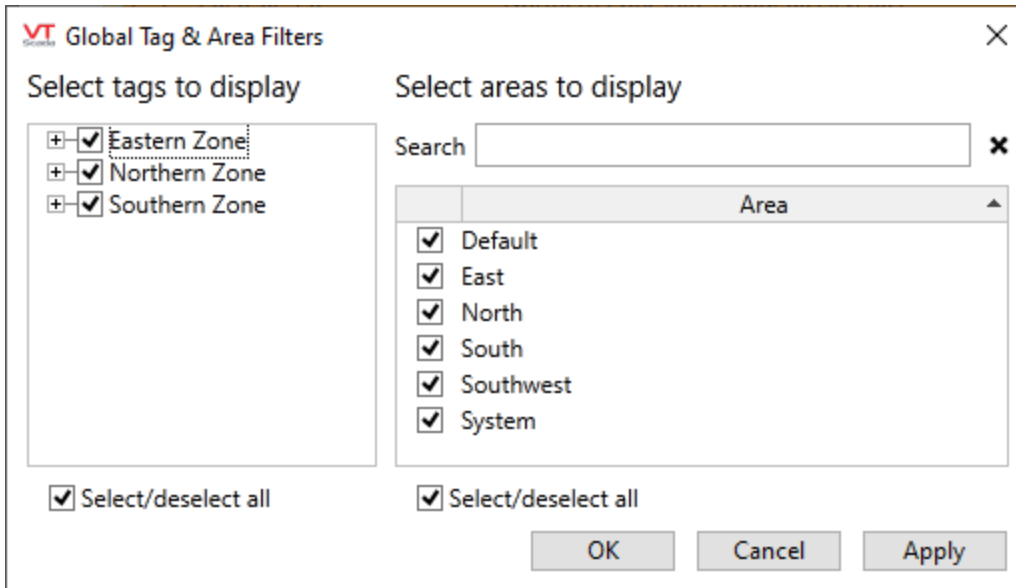 VT
Scada
Global Tag & Area Filters
Select tags to display
Eastern Zone
Northern Zone
Southern Zone
Select/deselect all
Select areas to display
Search
Area
Default
East
North
South
Southwest
System
Select/deselect all
OK
Cancel
Apply